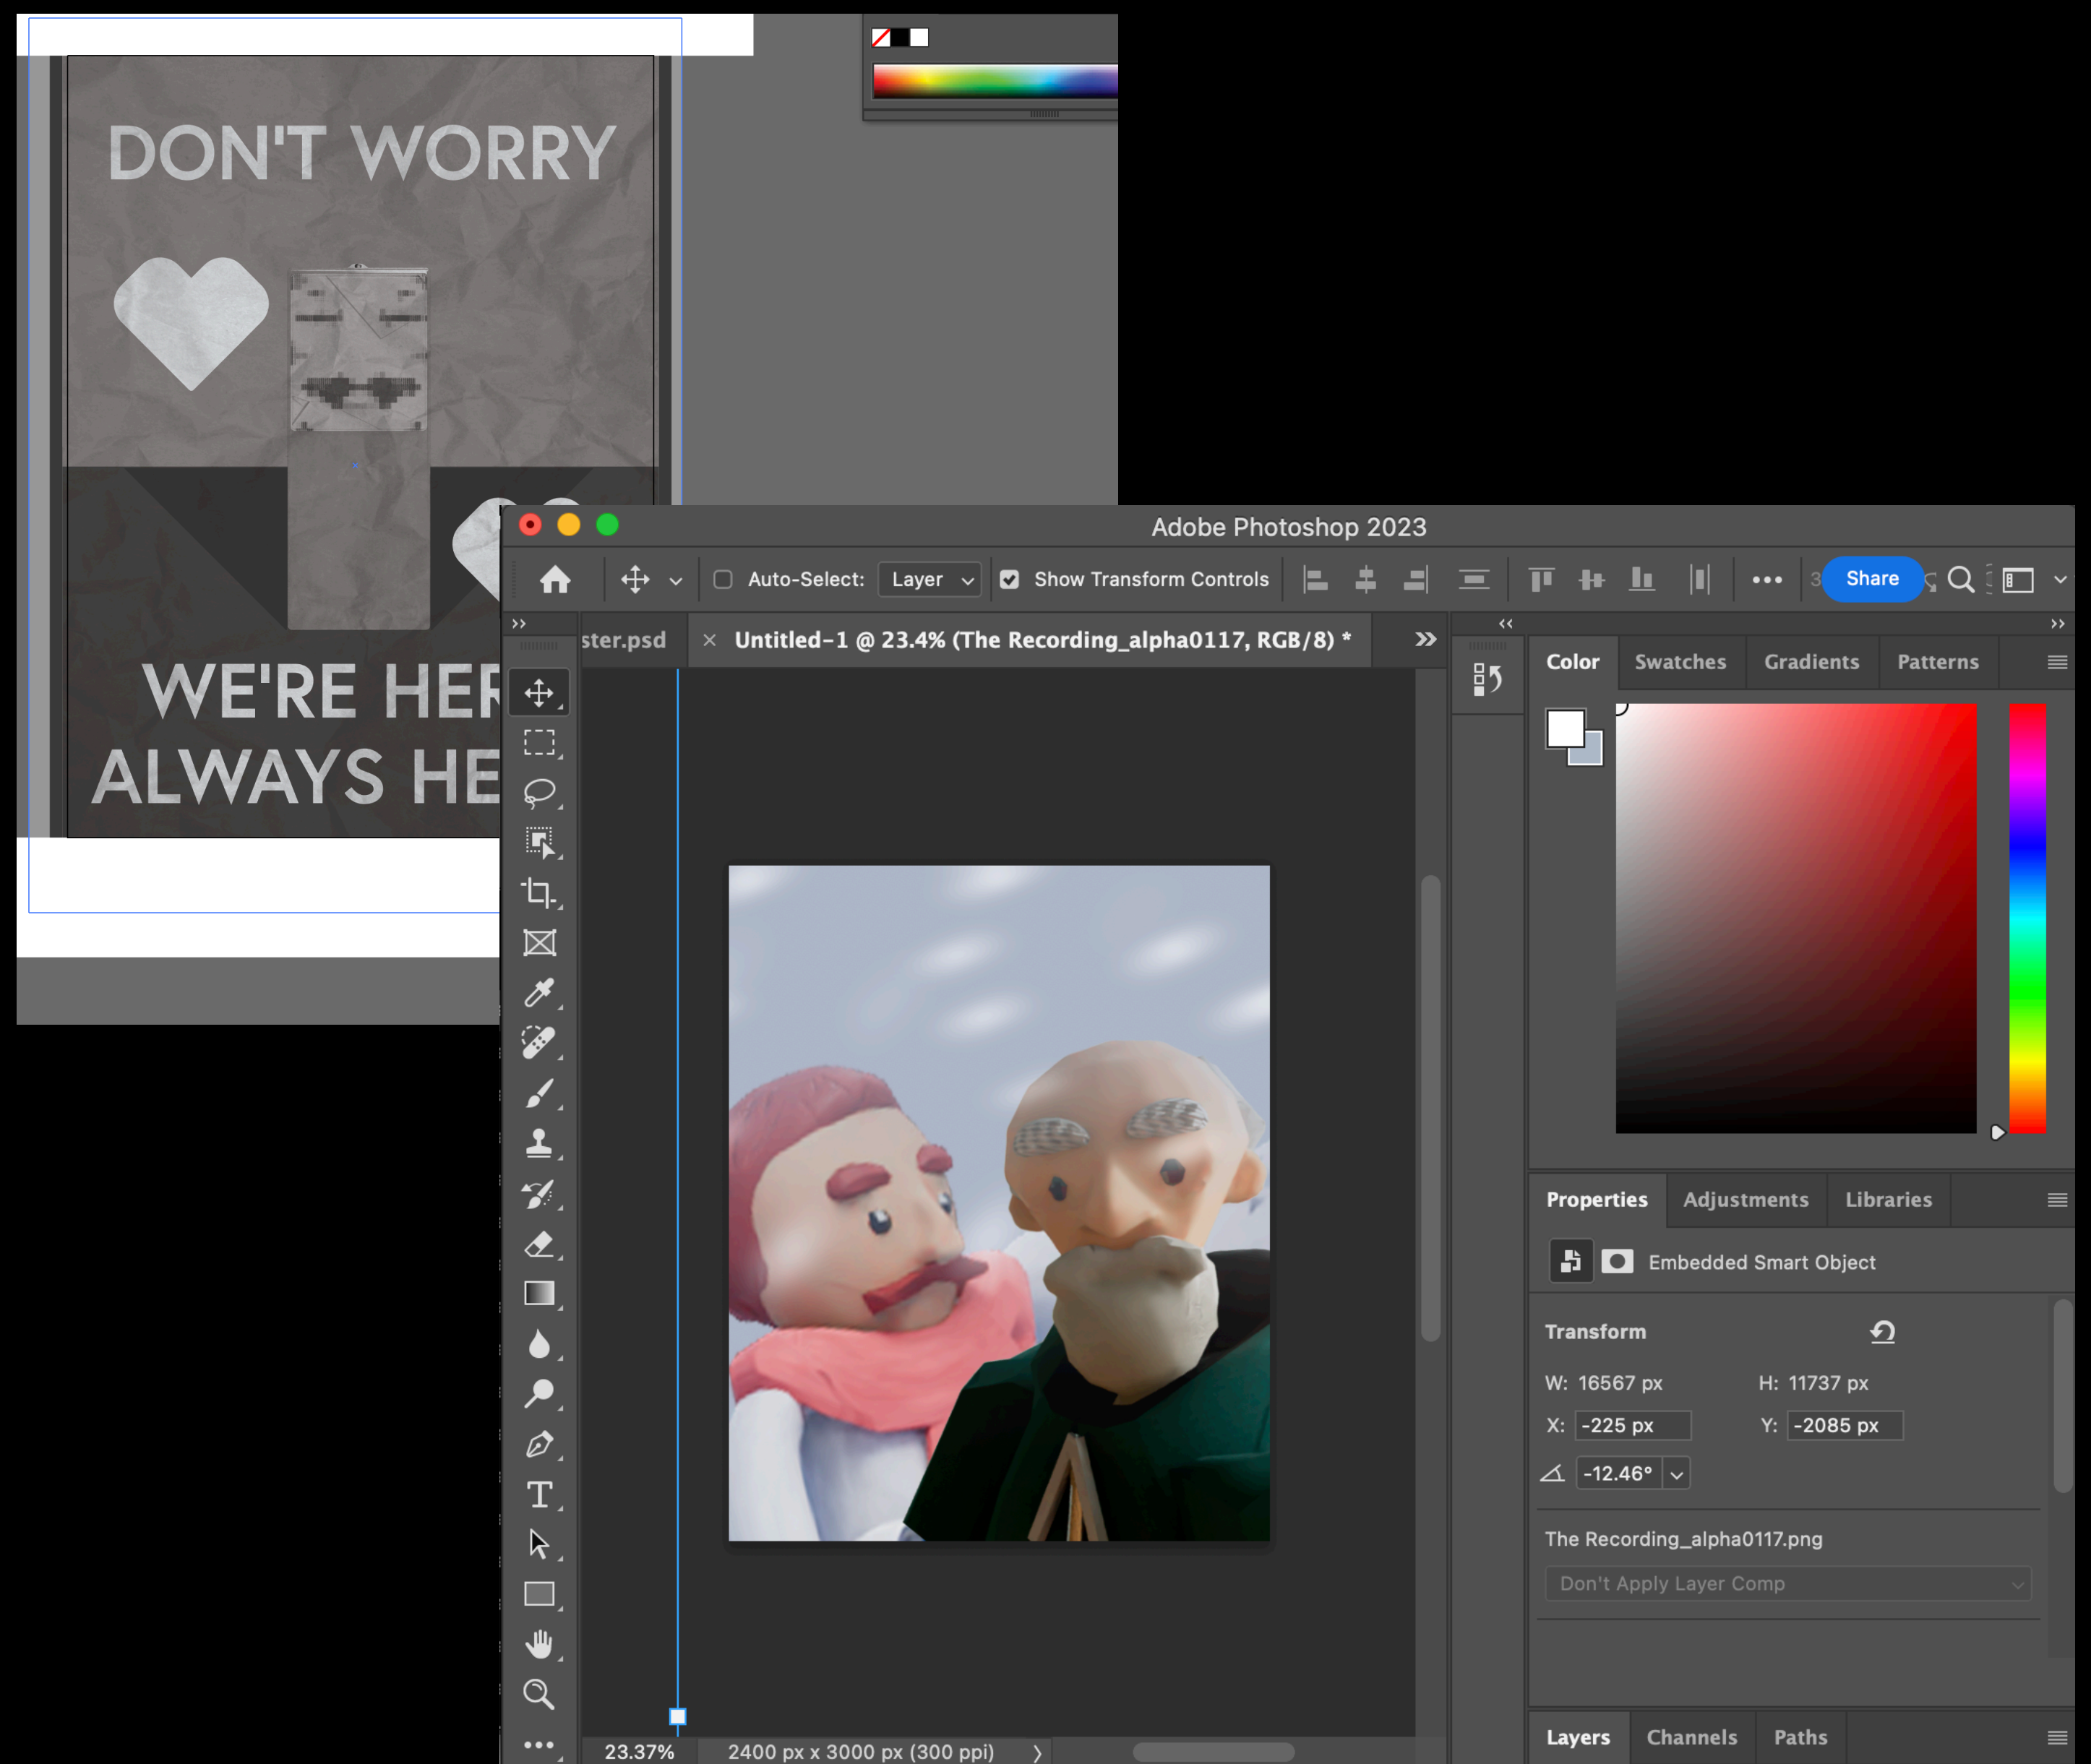 DON'T WORRY
WE'RE HER
ALWAYS HE
Adobe Photoshop 2023
Auto-Select: Layer Show Transform Controls Share
ster.psd × Untitled-1 @ 23.4% (The Recording_alpha0117, RGB/8) *
Color Swatches Gradients Patterns
Properties Adjustments Libraries
Embedded Smart Object
Transform
W: 16567 px H: 11737 px
X: -225 px Y: -2085 px
-12.46°
The Recording_alpha0117.png
Don't Apply Layer Comp
Layers Channels Paths
23.37% 2400 px x 3000 px (300 ppi)